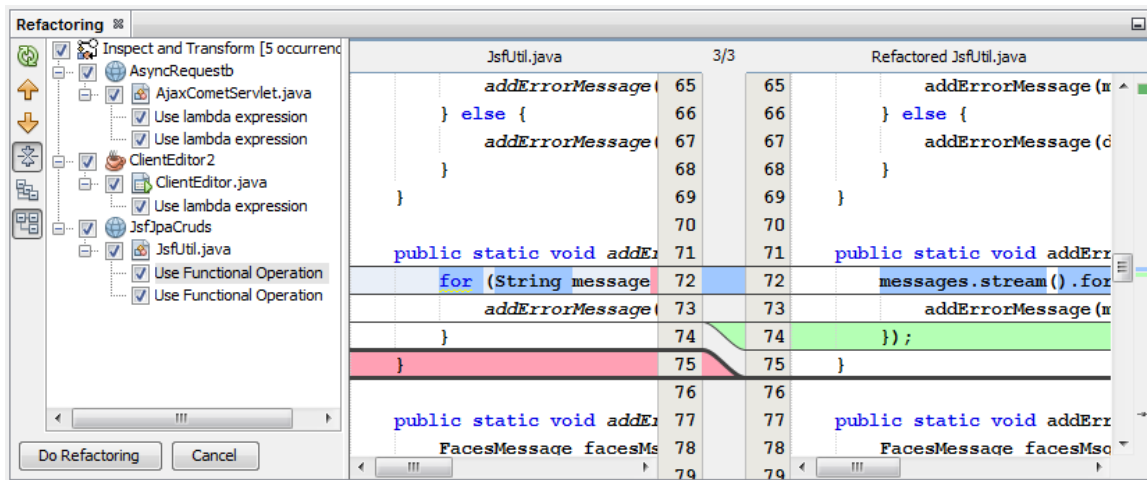 Refactoring
Inspect and Transform [5 occurrenc
AsyncRequestb
AjaxCometServlet.java
Use lambda expression
Use lambda expression
ClientEditor2
ClientEditor.java
Use lambda expression
JsfJpaCruds
JsfUtil.java
Use Functional Operation
Use Functional Operation
Do Refactoring
Cancel
JsfUtil.java 3/3 Refactored JsfUtil.java
addErrorMessage( 65 65 addErrorMessage(m
} else { 66 66 } else {
addErrorMessage( 67 67 addErrorMessage(d
} 68 68 }
} 69 69 }
70 70
public static void addEr 71 71 public static void addErr
for (String message 72 72 messages.stream().for
addErrorMessage( 73 73 addErrorMessage(m
} 74 74 });
} 75 75 }
76 76
public static void addEr 77 77 public static void addErr
FacesMessage facesMs 78 78 FacesMessage facesMsg
79 79